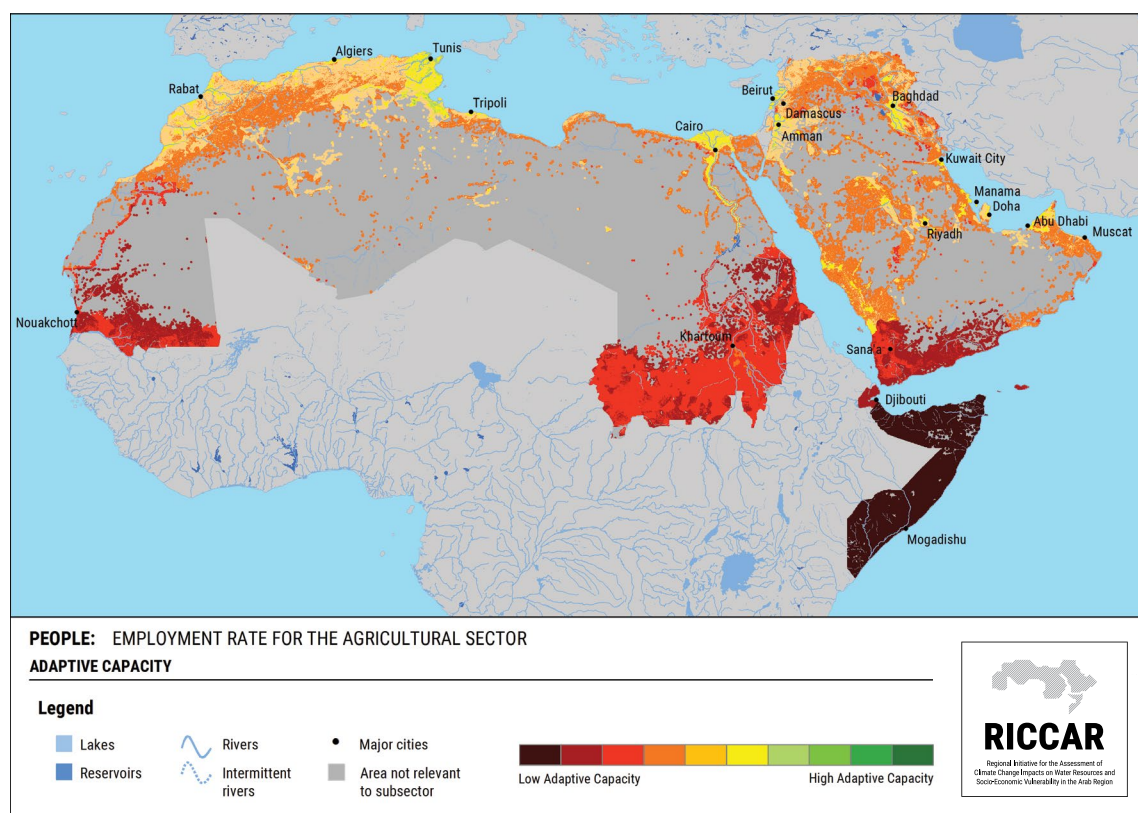 Algiers
Tunis
Rabat
Tripoli
Beirut
Baghdad
Damascus
Cairo
Amman
Kuwait City
Manama
Doha
Abu Dhabi
Riyadh
Muscat
Nouakchott
Khartoum
Sana'a
Djibouti
Mogadishu
PEOPLE: EMPLOYMENT RATE FOR THE AGRICULTURAL SECTOR
ADAPTIVE CAPACITY
Legend
Lakes
Rivers
Major cities
Reservoirs
Intermittent
rivers
Area not relevant
to subsector
Low Adaptive Capacity
High Adaptive Capacity
RICCAR
Regional Initiative for the Assessment of
Climate Change Impacts on Water Resources and
Socio-Economic Vulnerability in the Arab Region